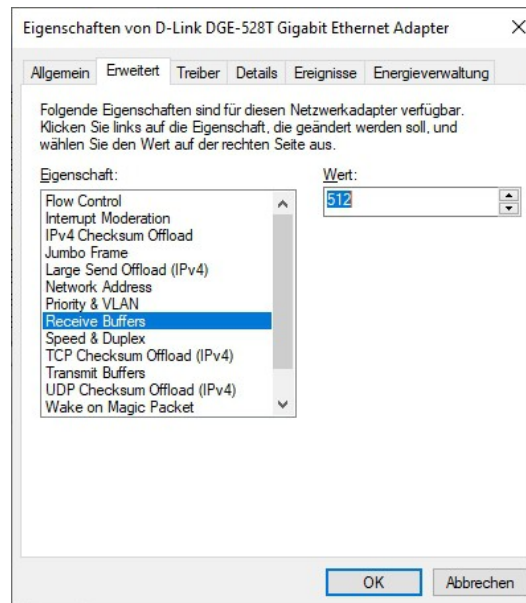 Eigenschaften von D-Link DGE-528T Gigabit Ethernet Adapter
Allgemein Erweitert Treiber Details Ereignisse Energieverwaltung
Folgende Eigenschaften sind für diesen Netzwerkadapter verfügbar.
Klicken Sie links auf die Eigenschaft, die geändert werden soll, und
wählen Sie den Wert auf der rechten Seite aus.
Eigenschaft:
Flow Control
Interrupt Moderation
IPv4 Checksum Offload
Jumbo Frame
Large Send Offload (IPv4)
Network Address
Priority & VLAN
Receive Buffers
Speed & Duplex
TCP Checksum Offload (IPv4)
Transmit Buffers
UDP Checksum Offload (IPv4)
Wake on Magic Packet
Wert:
512
OK Abbrechen